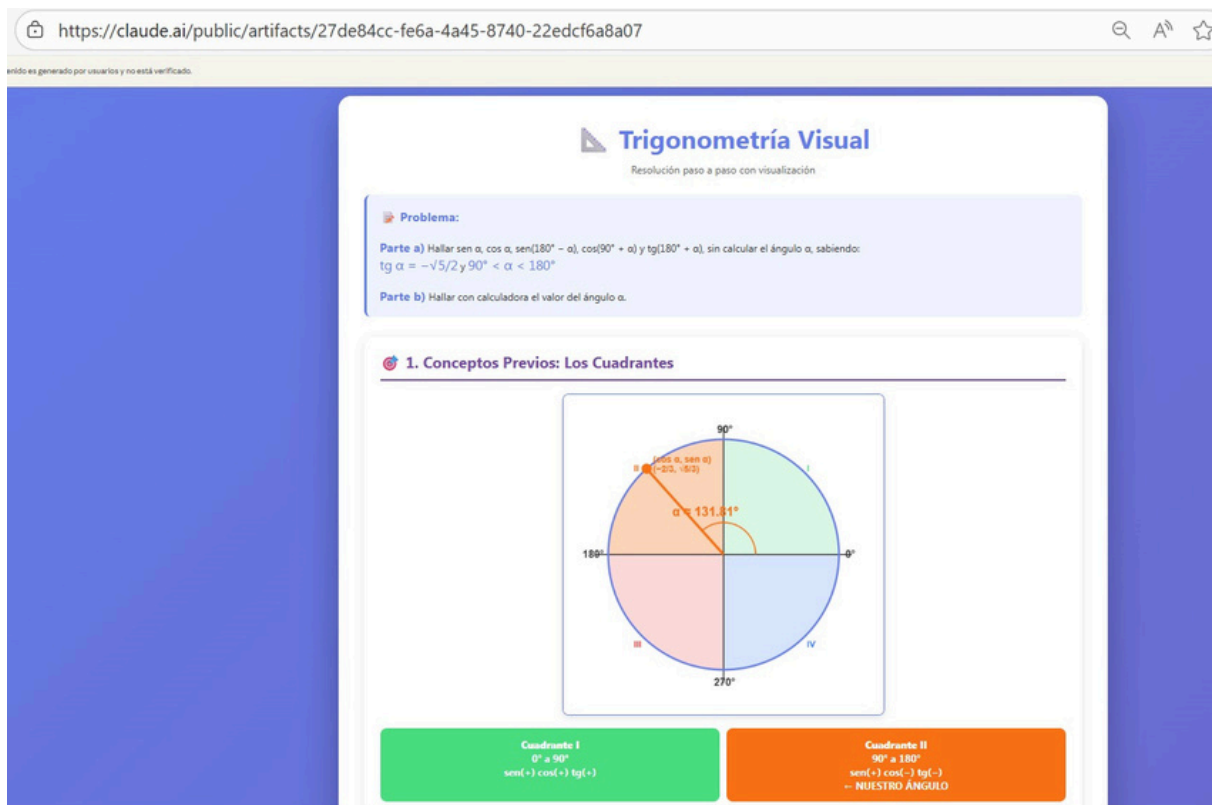 https://claude.ai/public/artifacts/27de84cc-fe6a-4a45-8740-22edcf6a8a07
enido es generado por usuarios y no está verificado.
Trigonometría Visual
Resolución paso a paso con visualización
Problema:
Parte a) Hallar sen α, cos α, sen(180° − α), cos(90° + α) y tg(180° + α), sin calcular el ángulo α, sabiendo:
tg α = −√5/2 y 90° < α < 180°
Parte b) Hallar con calculadora el valor del ángulo α.
1. Conceptos Previos: Los Cuadrantes
90°
(cos α, sen α)
II
(−2/3, √5/3)
I
α = 131.81°
180°
0°
III
IV
270°
Cuadrante I
0° a 90°
sen(+) cos(+) tg(+)
Cuadrante II
90° a 180°
sen(+) cos(−) tg(−)
← NUESTRO ÁNGULO